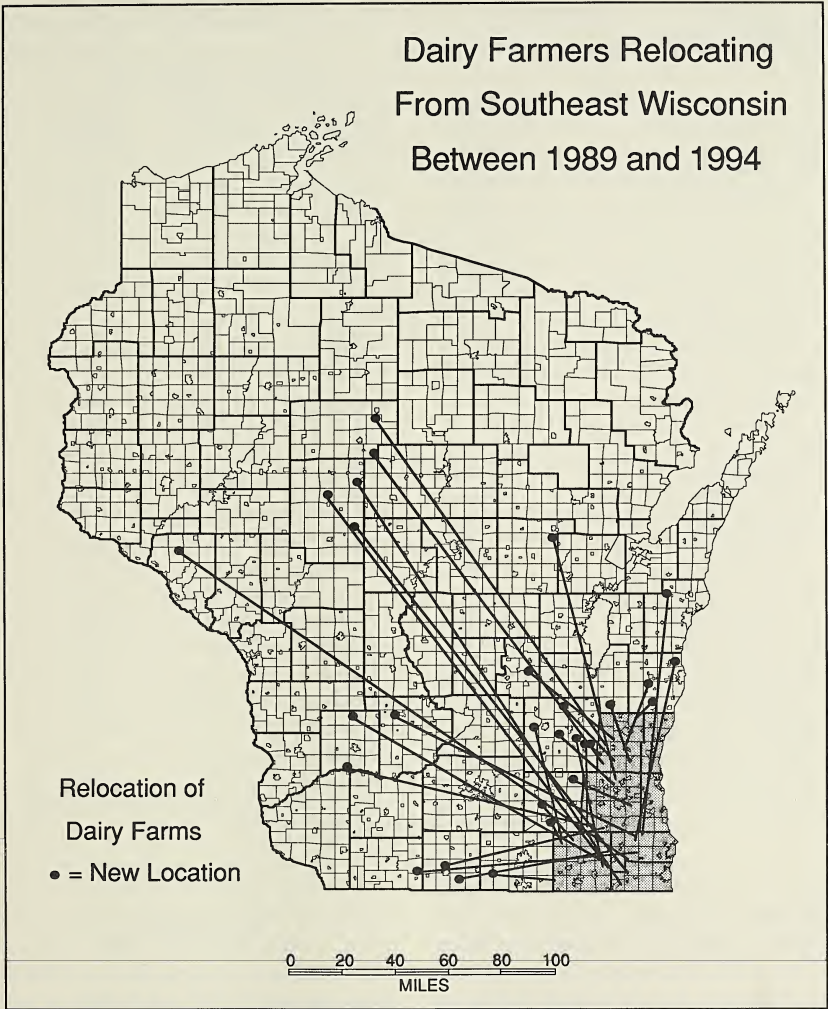 Dairy Farmers Relocating
From Southeast Wisconsin
Between 1989 and 1994
Relocation of
Dairy Farms
● = New Location
0 20 40 60 80 100
MILES